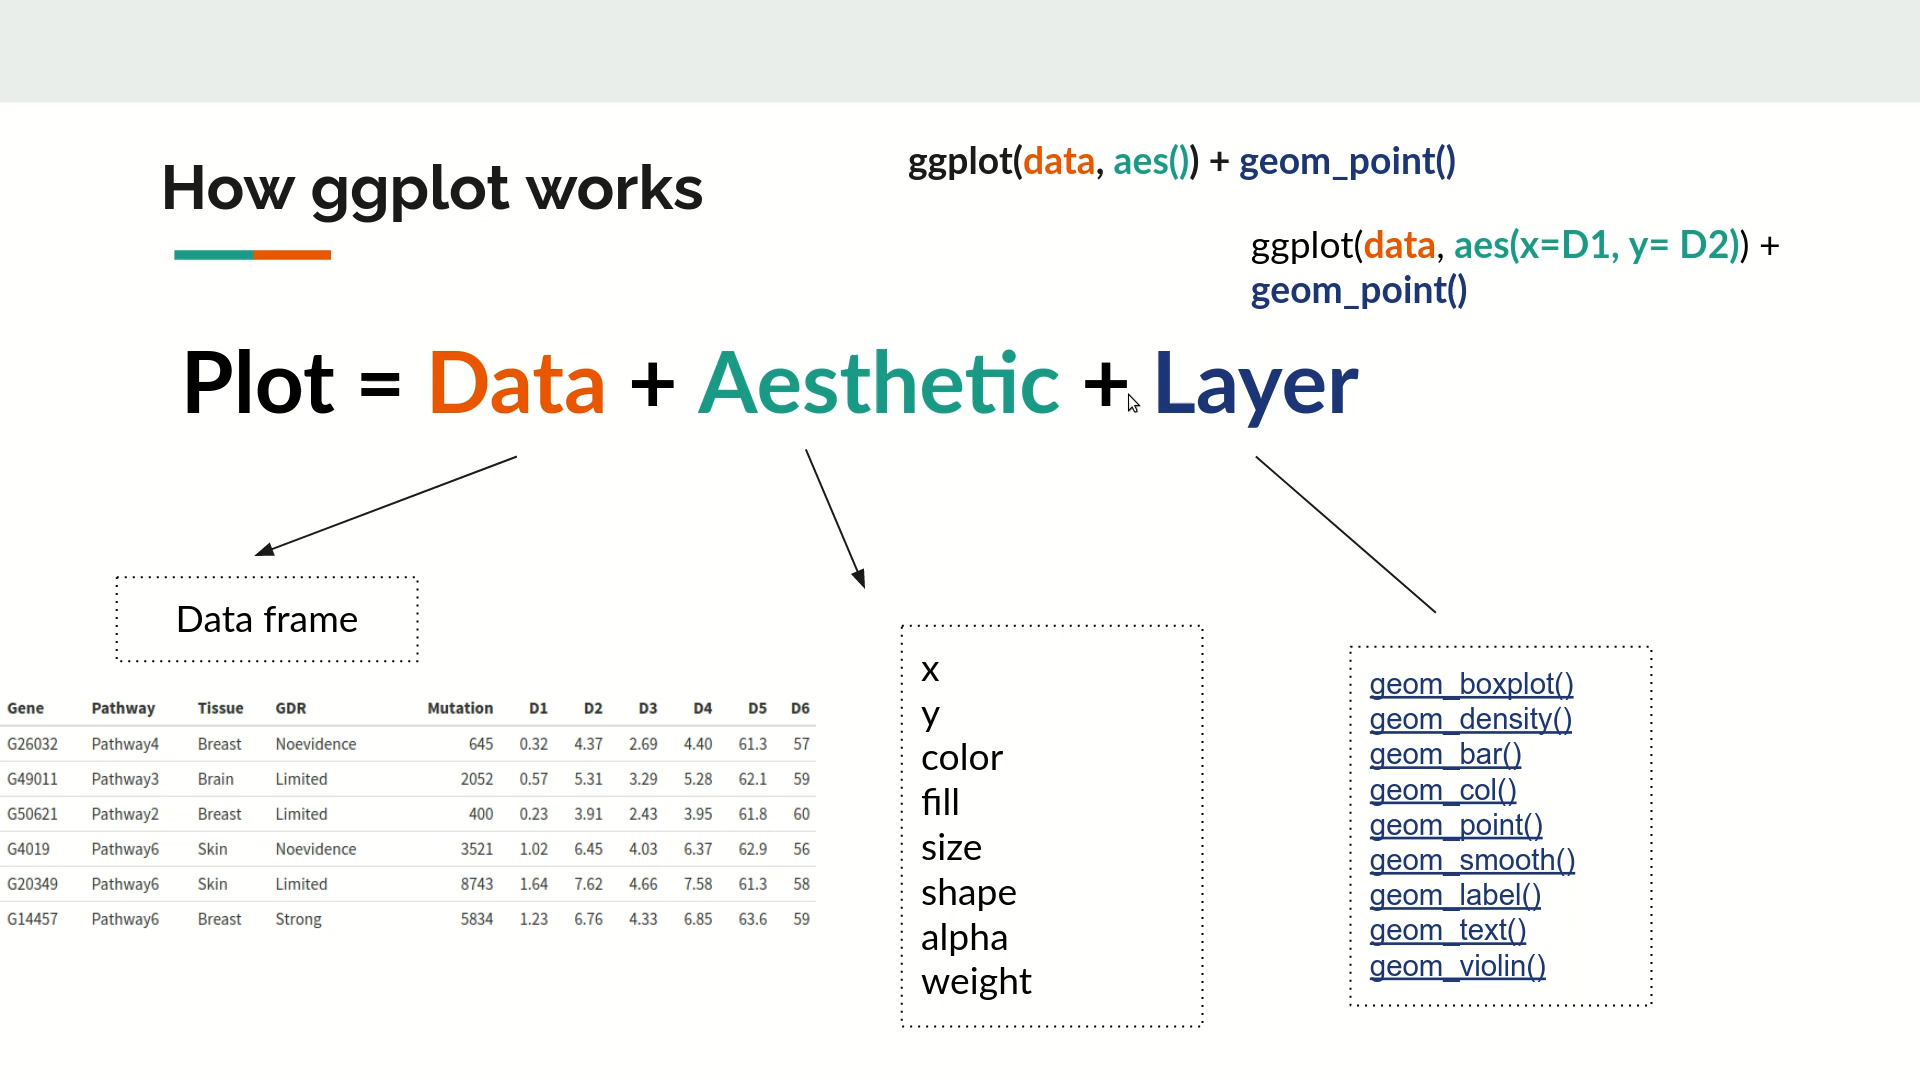 How ggplot works
ggplot(data, aes()) + geom_point()
ggplot(data, aes(x=D1, y= D2)) +
geom_point()
Plot = Data + Aesthetic + Layer
Data frame
Gene Pathway Tissue GDR Mutation D1 D2 D3 D4 D5 D6
G26032 Pathway4 Breast Noevidence 645 0.32 4.37 2.69 4.40 61.3 57
G49011 Pathway3 Brain Limited 2052 0.57 5.31 3.29 5.28 62.1 59
G50621 Pathway2 Breast Limited 400 0.23 3.91 2.43 3.95 61.8 60
G4019 Pathway6 Skin Noevidence 3521 1.02 6.45 4.03 6.37 62.9 56
G20349 Pathway6 Skin Limited 8743 1.64 7.62 4.66 7.58 61.3 58
G14457 Pathway6 Breast Strong 5834 1.23 6.76 4.33 6.85 63.6 59
x
y
color
fill
size
shape
alpha
weight
geom_boxplot()
geom_density()
geom_bar()
geom_col()
geom_point()
geom_smooth()
geom_label()
geom_text()
geom_violin()